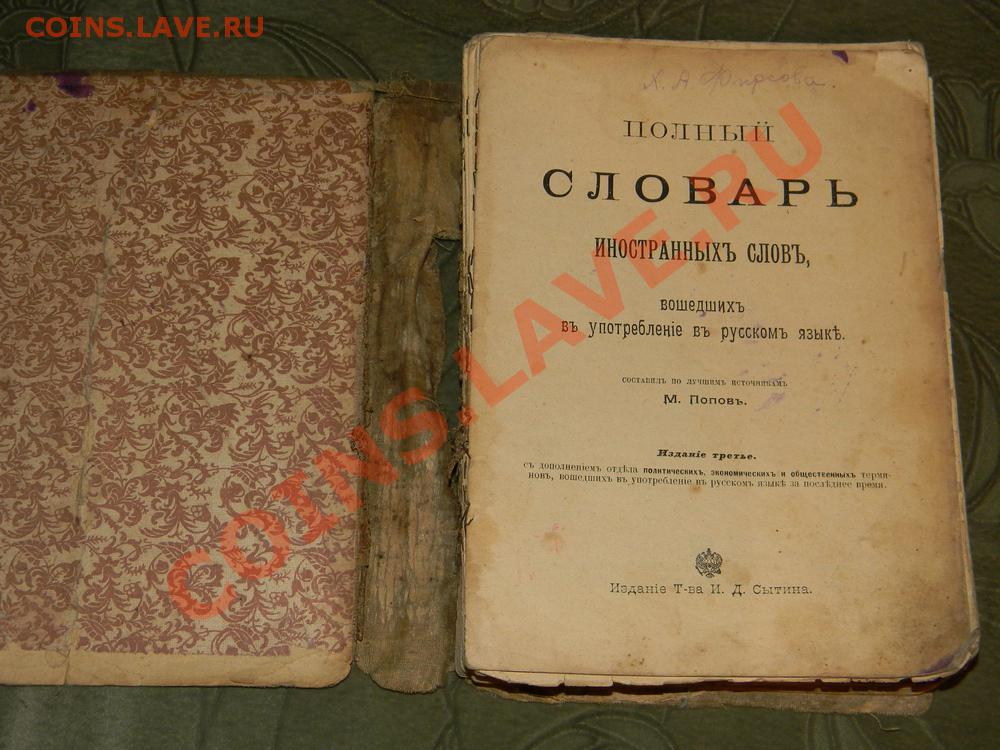 COINS.LAVE.RU
Х. А. Фирсова.
ПОЛНЫЙ
СЛОВАРЬ
ИНОСТРАННЫХЪ СЛОВЪ,
ВОШЕДШИХЪ
въ употребленіе въ русскомъ языкѣ.
СОСТАВИЛЪ ПО ЛУЧШИМЪ ИСТОЧНИКАМЪ
М. Поповъ.
Изданіе третье.
съ дополненіемъ отдѣла политическихъ, экономическихъ и общественныхъ терми-
новъ, вошедшихъ въ употребленіе въ русскомъ языкѣ за послѣднее время.
Изданіе Т-ва И. Д. Сытина.
COINS.LAVE.RU